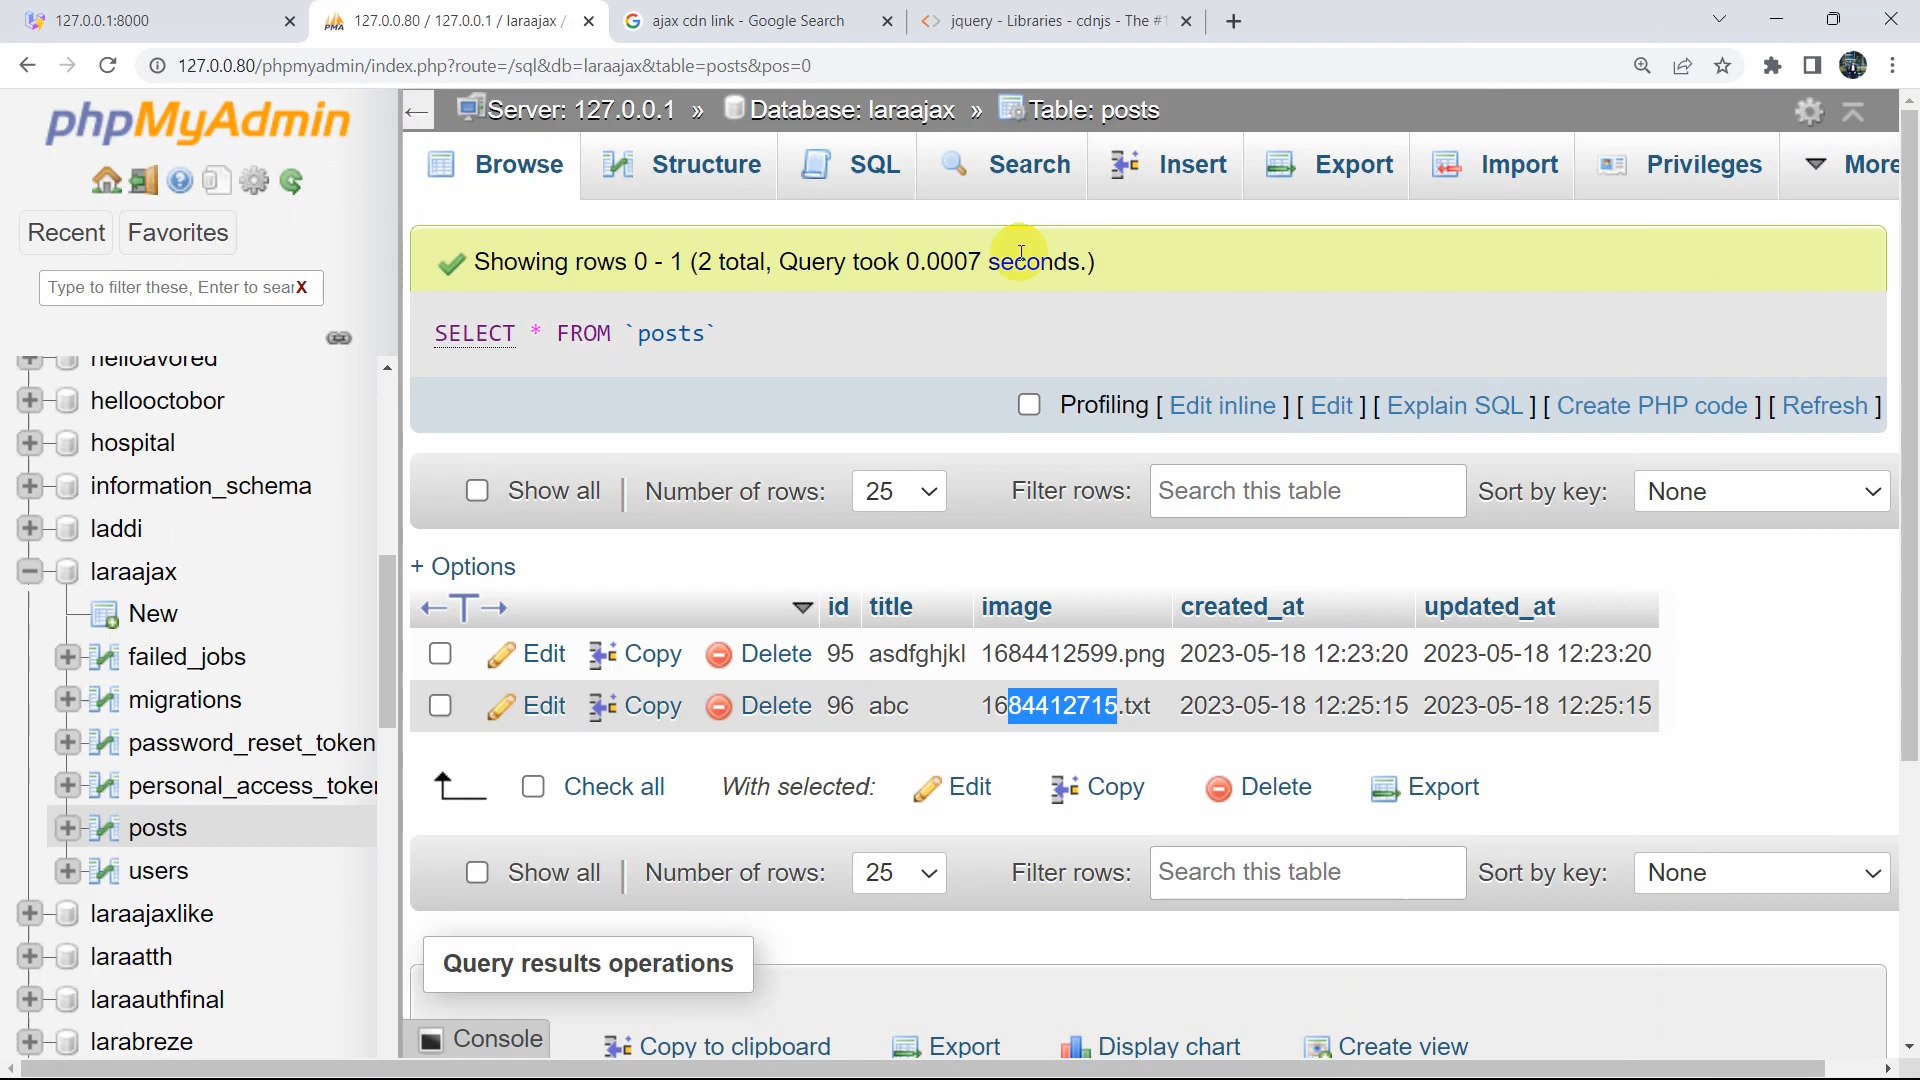 127.0.0.1:8000
127.0.0.80 / 127.0.0.1 / laraajax /
ajax cdn link - Google Search
jquery - Libraries - cdnjs - The #1
127.0.0.80/phpmyadmin/index.php?route=/sql&db=laraajax&table=posts&pos=0
phpMyAdmin
Recent Favorites
Type to filter these, Enter to sear X
helloavored
hellooctobor
hospital
information_schema
laddi
laraajax
New
failed_jobs
migrations
password_reset_token
personal_access_token
posts
users
laraajaxlike
laraatth
laraauthfinal
larabreze
Server: 127.0.0.1 » Database: laraajax » Table: posts
Browse Structure SQL Search Insert Export Import Privileges More
Showing rows 0 - 1 (2 total, Query took 0.0007 seconds.)
SELECT * FROM `posts`
Profiling [ Edit inline ] [ Edit ] [ Explain SQL ] [ Create PHP code ] [ Refresh ]
Show all | Number of rows: 25 Filter rows: Search this table Sort by key: None
+ Options
←T→ id title image created_at updated_at
Edit Copy Delete 95 asdfghjkl 1684412599.png 2023-05-18 12:23:20 2023-05-18 12:23:20
Edit Copy Delete 96 abc 1684412715.txt 2023-05-18 12:25:15 2023-05-18 12:25:15
Check all With selected: Edit Copy Delete Export
Show all | Number of rows: 25 Filter rows: Search this table Sort by key: None
Query results operations
Console Copy to clipboard Export Display chart Create view